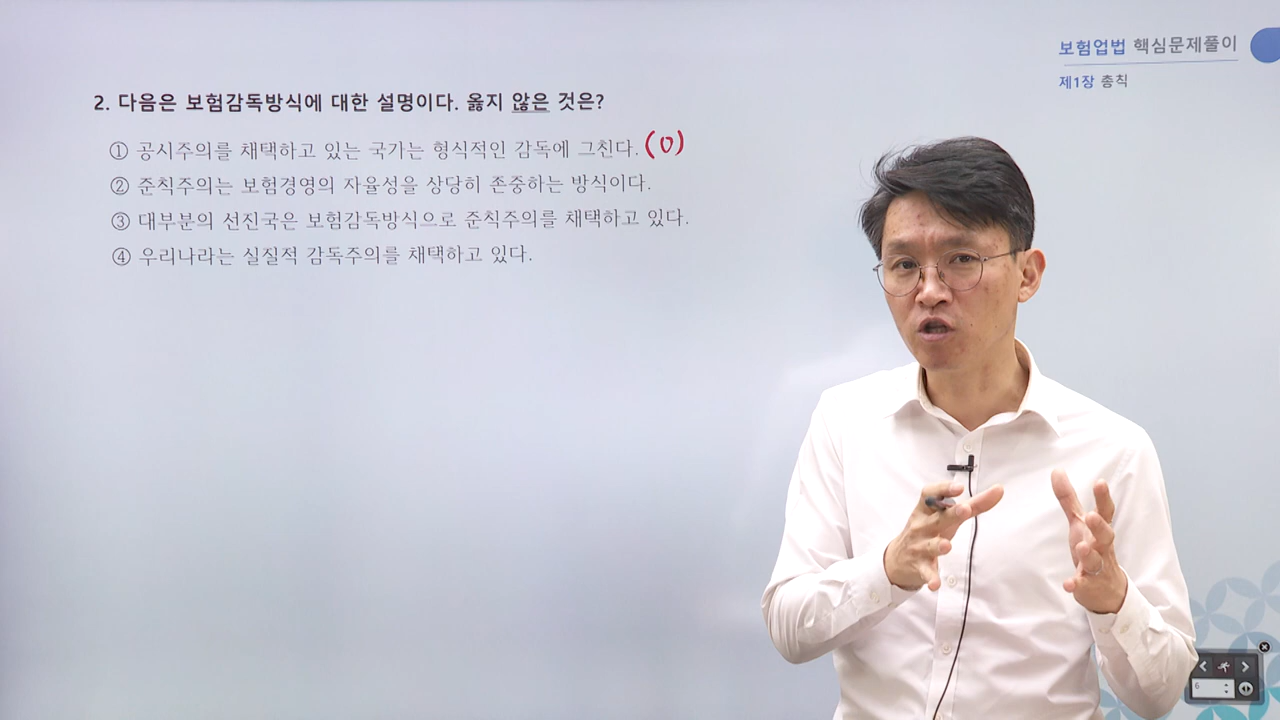 보험업법 핵심문제풀이
제1장 총칙
2. 다음은 보험감독방식에 대한 설명이다. 옳지 않은 것은?
① 공시주의를 채택하고 있는 국가는 형식적인 감독에 그친다. (O)
② 준칙주의는 보험경영의 자율성을 상당히 존중하는 방식이다.
③ 대부분의 선진국은 보험감독방식으로 준칙주의를 채택하고 있다.
④ 우리나라는 실질적 감독주의를 채택하고 있다.
6